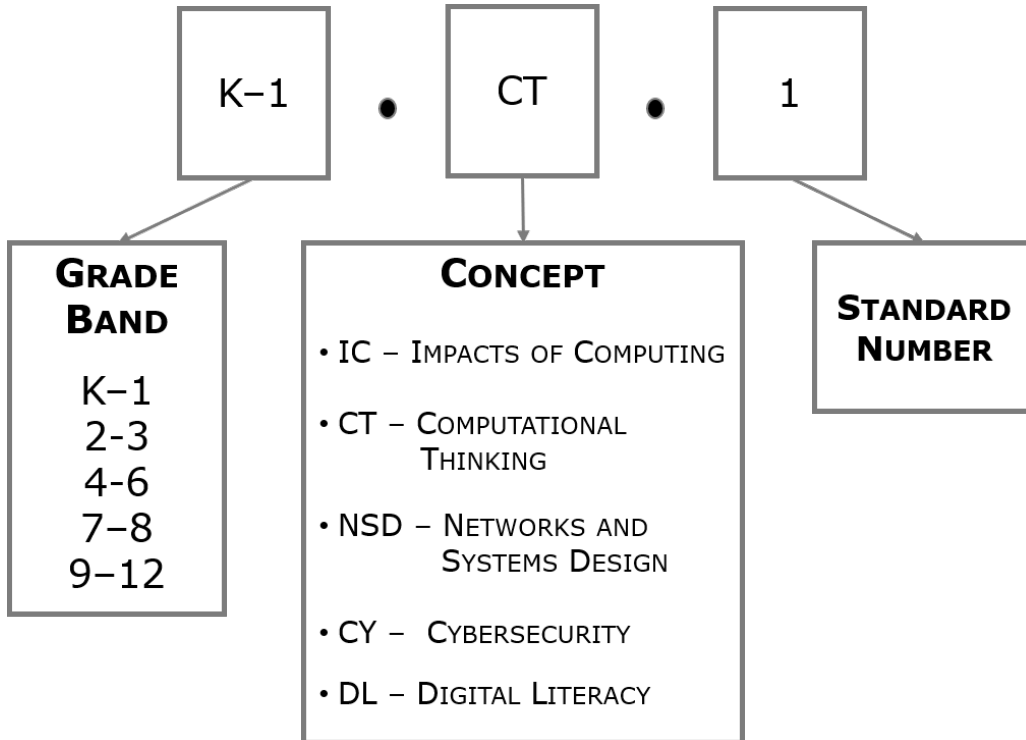 K–1 . CT . 1
GRADE
BAND
K–1
2-3
4-6
7–8
9–12
CONCEPT
• IC – IMPACTS OF COMPUTING
• CT – COMPUTATIONAL
THINKING
• NSD – NETWORKS AND
SYSTEMS DESIGN
• CY – CYBERSECURITY
• DL – DIGITAL LITERACY
STANDARD
NUMBER